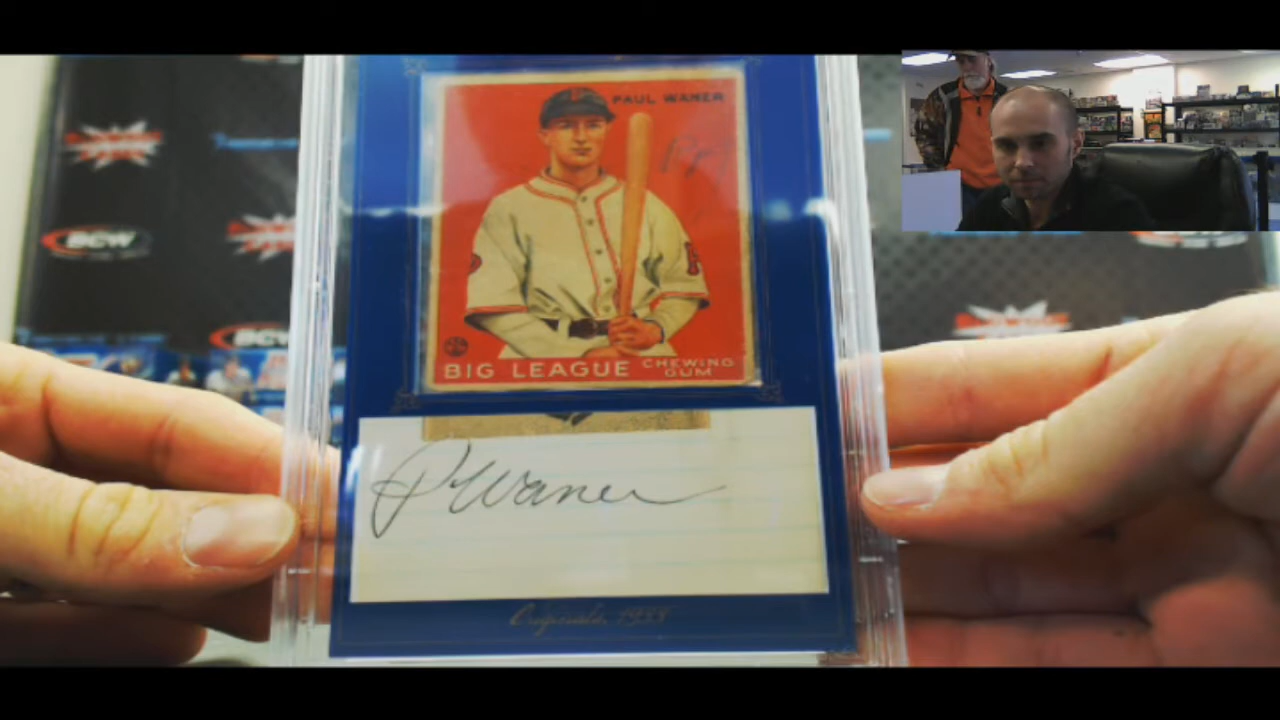 PAUL WANER
BIG LEAGUE CHEWING GUM
P Waner
Originals 1933
BCW
BCW